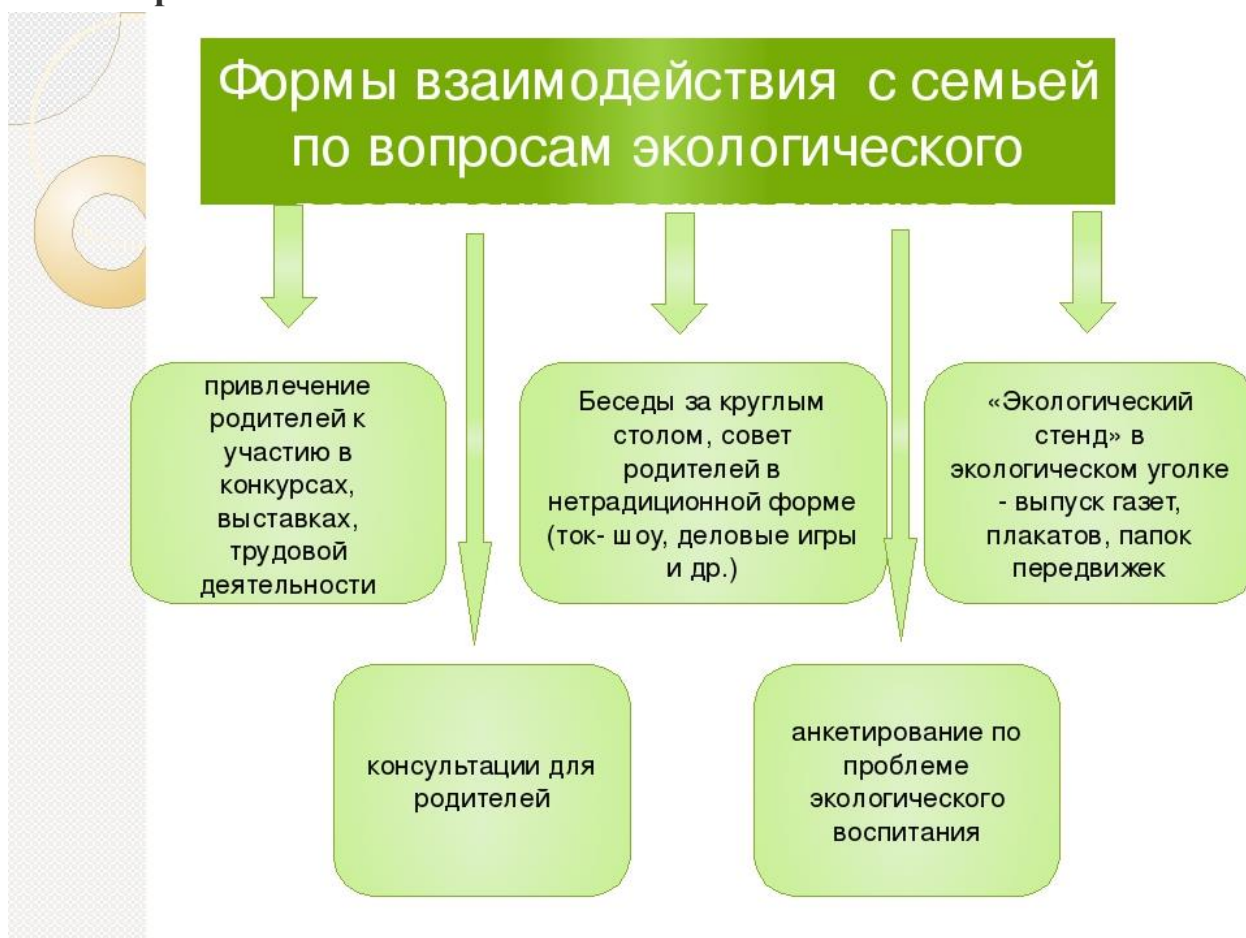 Формы взаимодействия с семьей
по вопросам экологического
привлечение
родителей к
участию в
конкурсах,
выставках,
трудовой
деятельности
Беседы за круглым
столом, совет
родителей в
нетрадиционной форме
(ток- шоу, деловые игры
и др.)
«Экологический
стенд» в
экологическом уголке
- выпуск газет,
плакатов, папок
передвижек
консультации для
родителей
анкетирование по
проблеме
экологического
воспитания